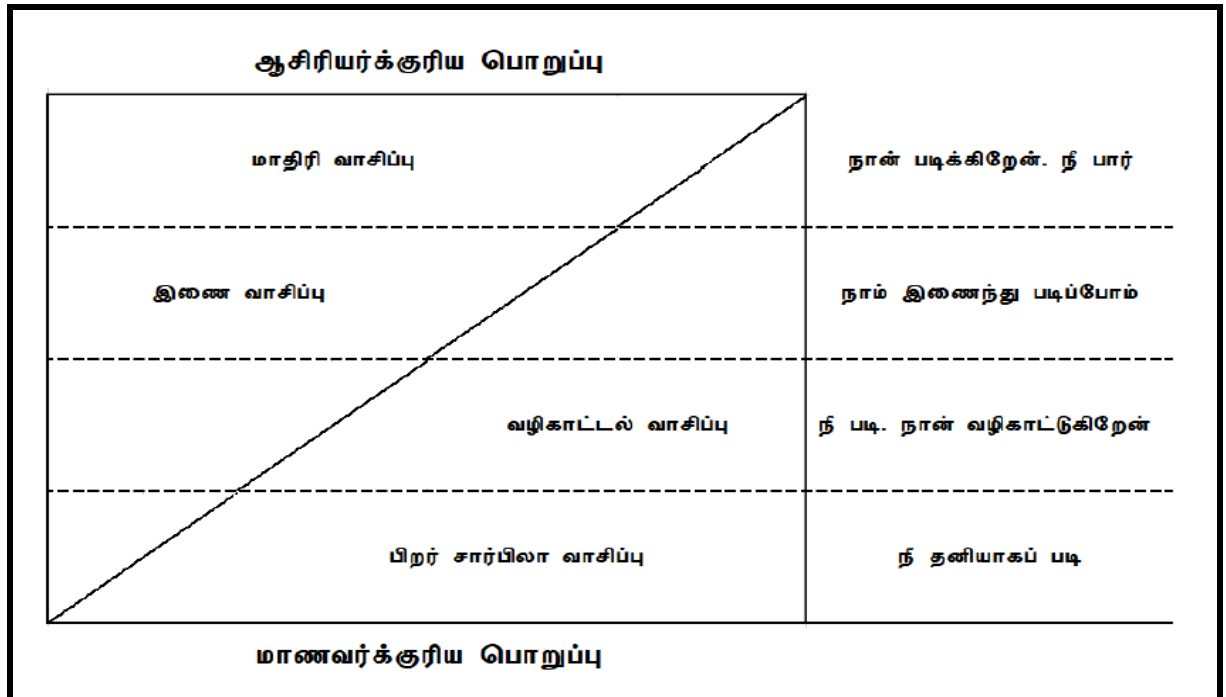 ஆசிரியர்க்குரிய பொறுப்பு
மாதிரி வாசிப்பு
நான் படிக்கிறேன். நீ பார்
இணை வாசிப்பு
நாம் இணைந்து படிப்போம்
வழிகாட்டல் வாசிப்பு
நீ படி. நான் வழிகாட்டுகிறேன்
பிறர் சார்பிலா வாசிப்பு
நீ தனியாகப் படி
மாணவர்க்குரிய பொறுப்பு